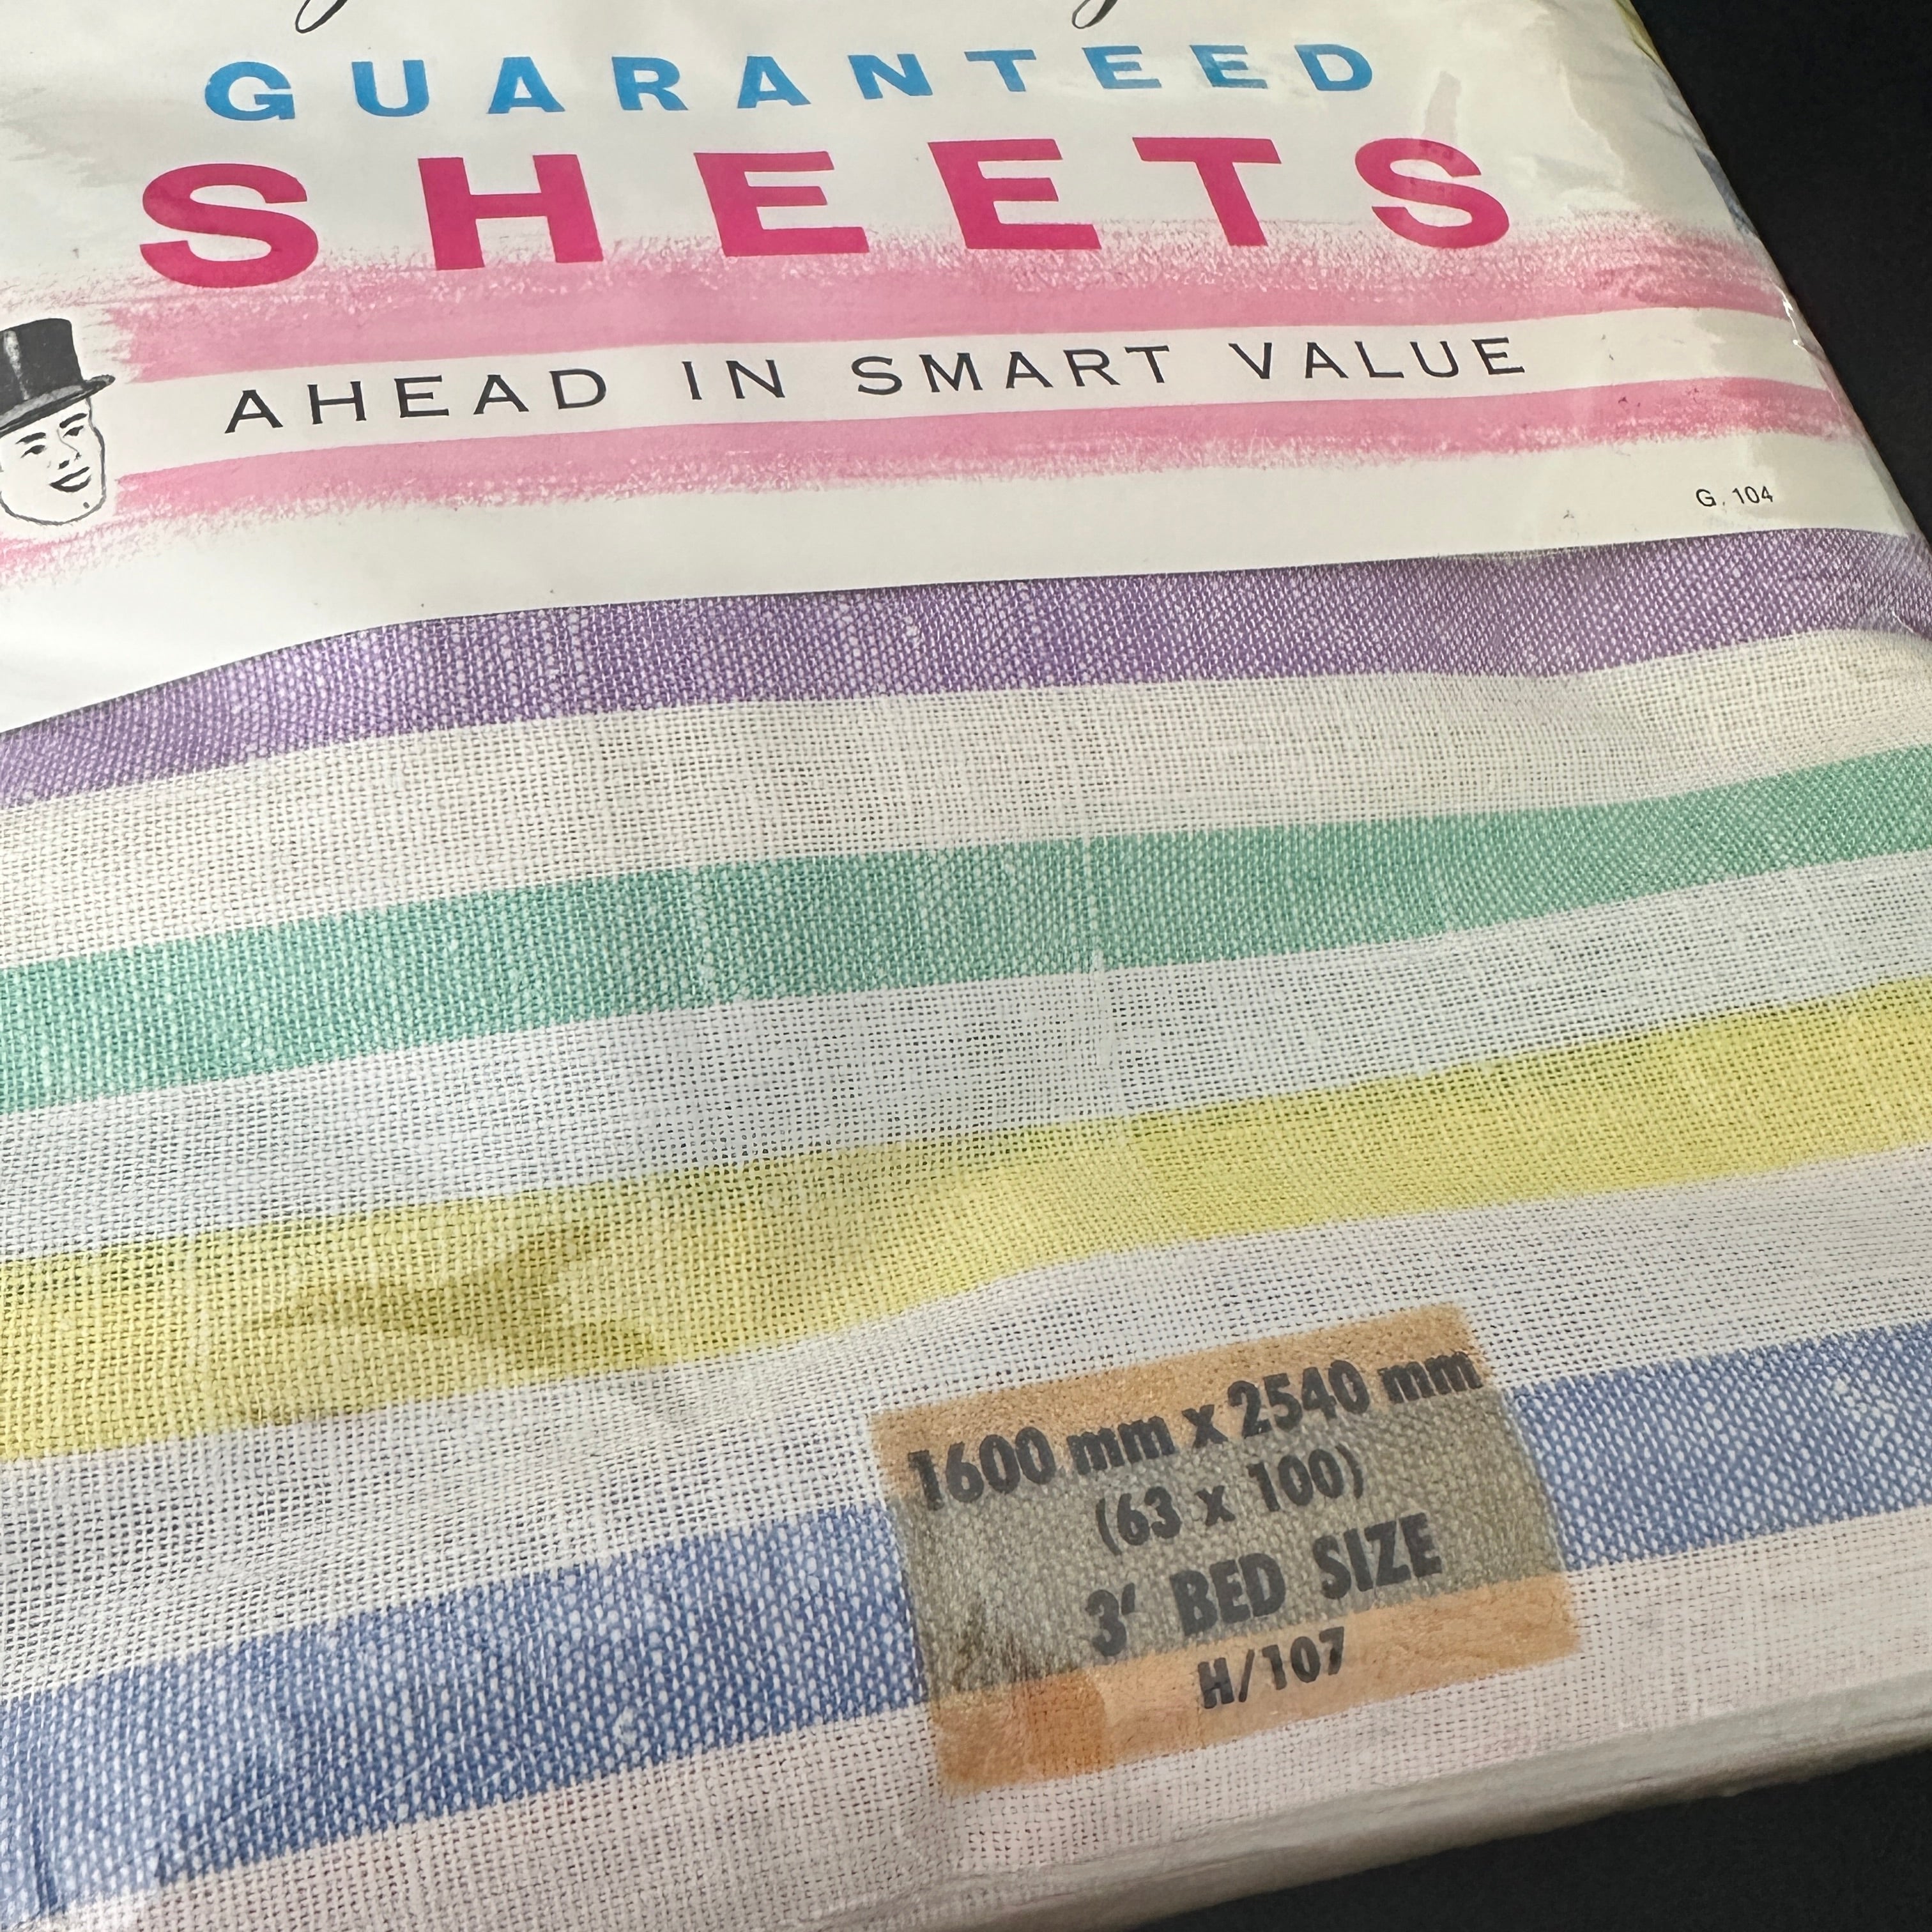 GUARANTEED
SHEETS
AHEAD IN SMART VALUE
G. 104
1600 mm x 2540 mm
(63 x 100)
3' BED SIZE
H/107